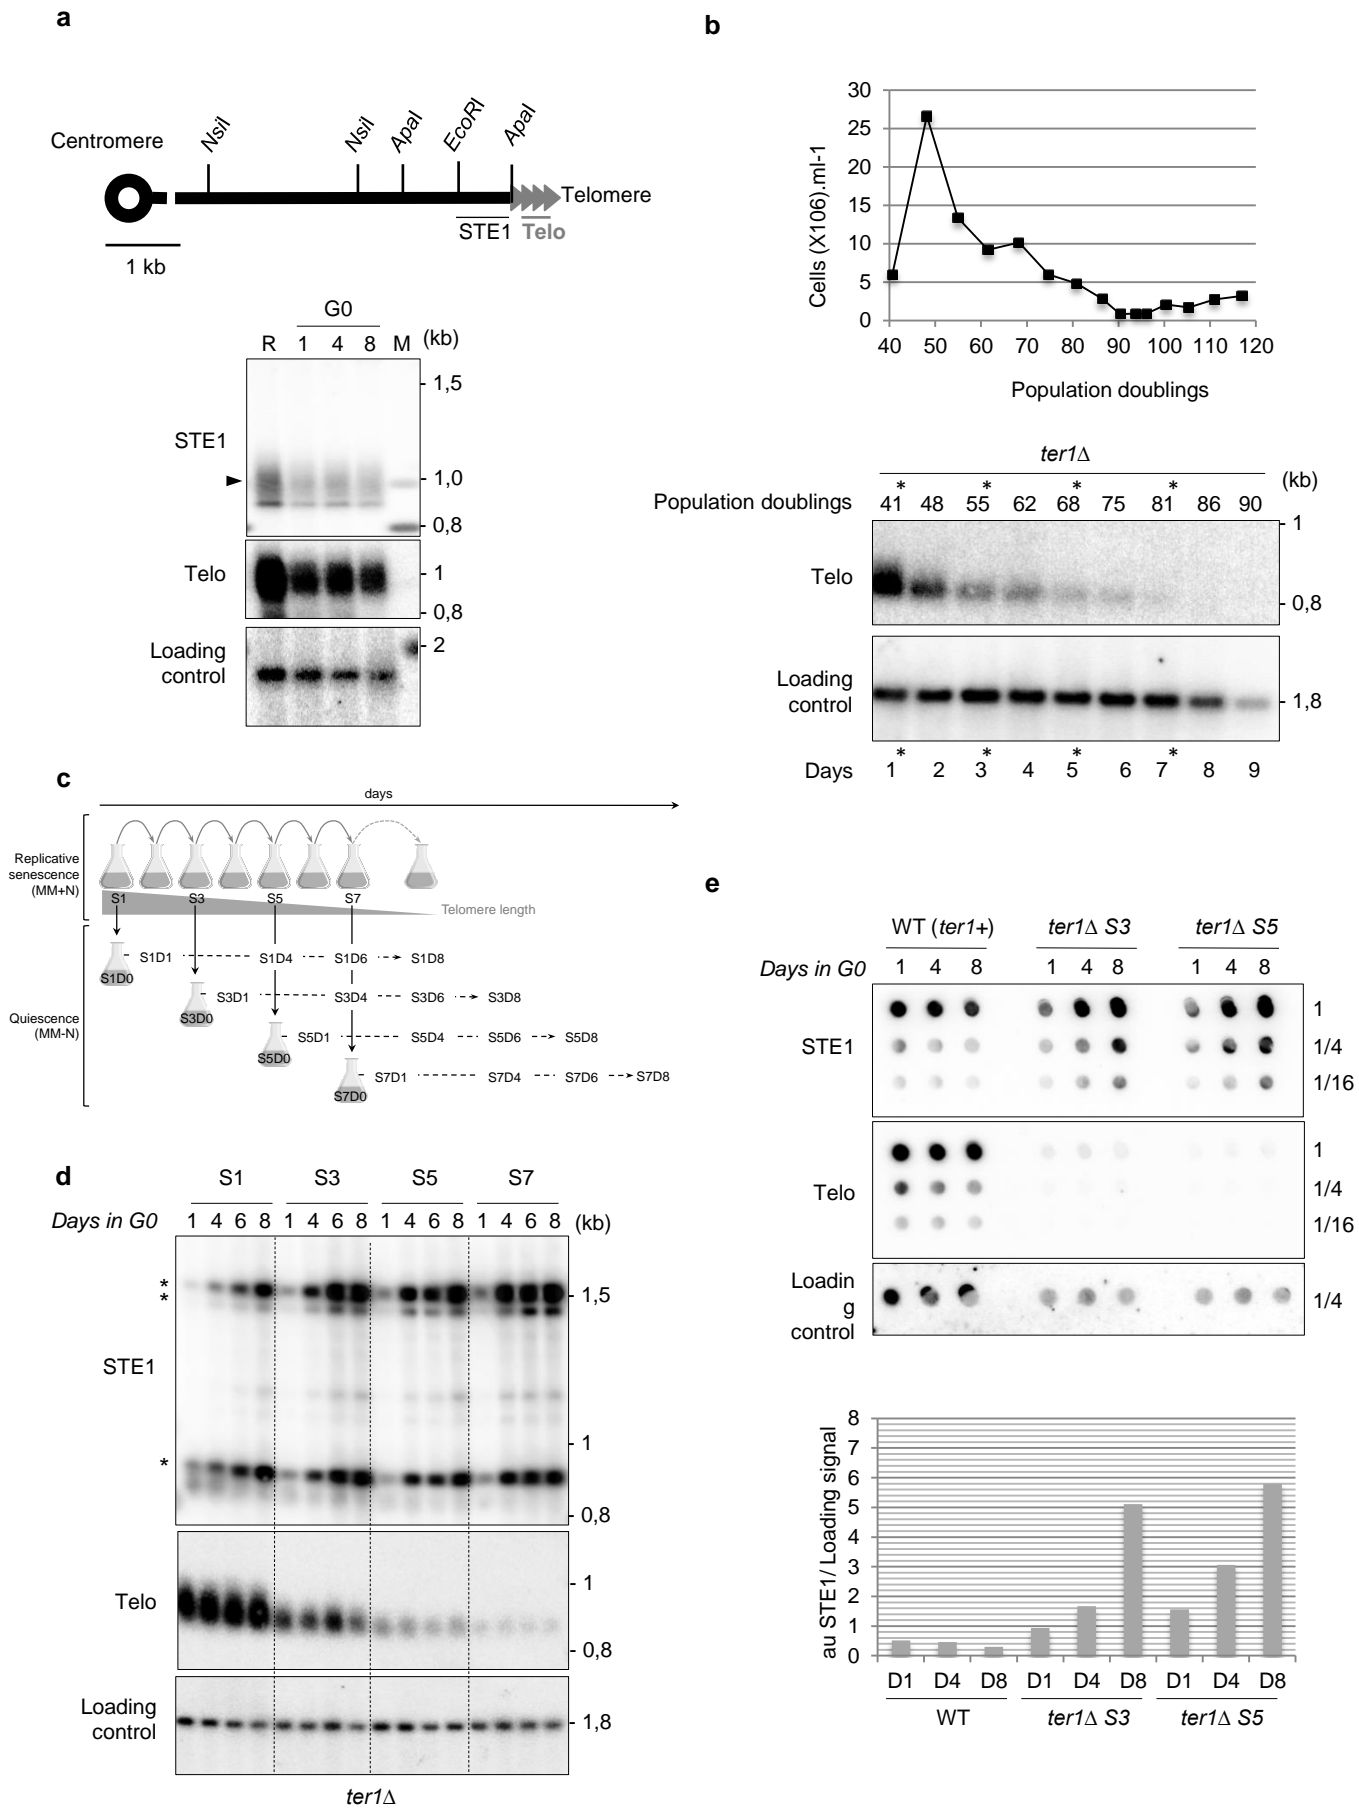 a
Centromere
NsiI
NsiI
ApaI
EcoRI
ApaI
Telomere
STE1
Telo
1 kb
G0
R 1 4 8 M (kb)
STE1
1,5
1,0
0,8
Telo
1
0,8
Loading
control
2
b
Cells (X106).ml-1
30
25
20
15
10
5
0
40 50 60 70 80 90 100 110 120
Population doublings
ter1Δ
* * * *
(kb)
Population doublings 41 48 55 62 68 75 81 86 90
Telo
1
0,8
Loading
control
1,8
* * * *
Days 1 2 3 4 5 6 7 8 9
c
days
Replicative
senescence
(MM+N)
S1 S3 S5 S7
Telomere length
Quiescence
(MM-N)
S1D0 S1D1 S1D4 S1D6 S1D8
S3D0 S3D1 S3D4 S3D6 S3D8
S5D0 S5D1 S5D4 S5D6 S5D8
S7D0 S7D1 S7D4 S7D6 S7D8
d
S1 S3 S5 S7
Days in G0 1 4 6 8 1 4 6 8 1 4 6 8 1 4 6 8 (kb)
*
*
STE1
*
1,5
1
0,8
Telo
1
0,8
Loading
control
1,8
ter1Δ
e
WT (ter1+) ter1Δ S3 ter1Δ S5
Days in G0 1 4 8 1 4 8 1 4 8
STE1
1
1/4
1/16
Telo
1
1/4
1/16
Loadin
g
control
1/4
au STE1/ Loading signal
8
7
6
5
4
3
2
1
0
D1 D4 D8 D1 D4 D8 D1 D4 D8
WT ter1Δ S3 ter1Δ S5